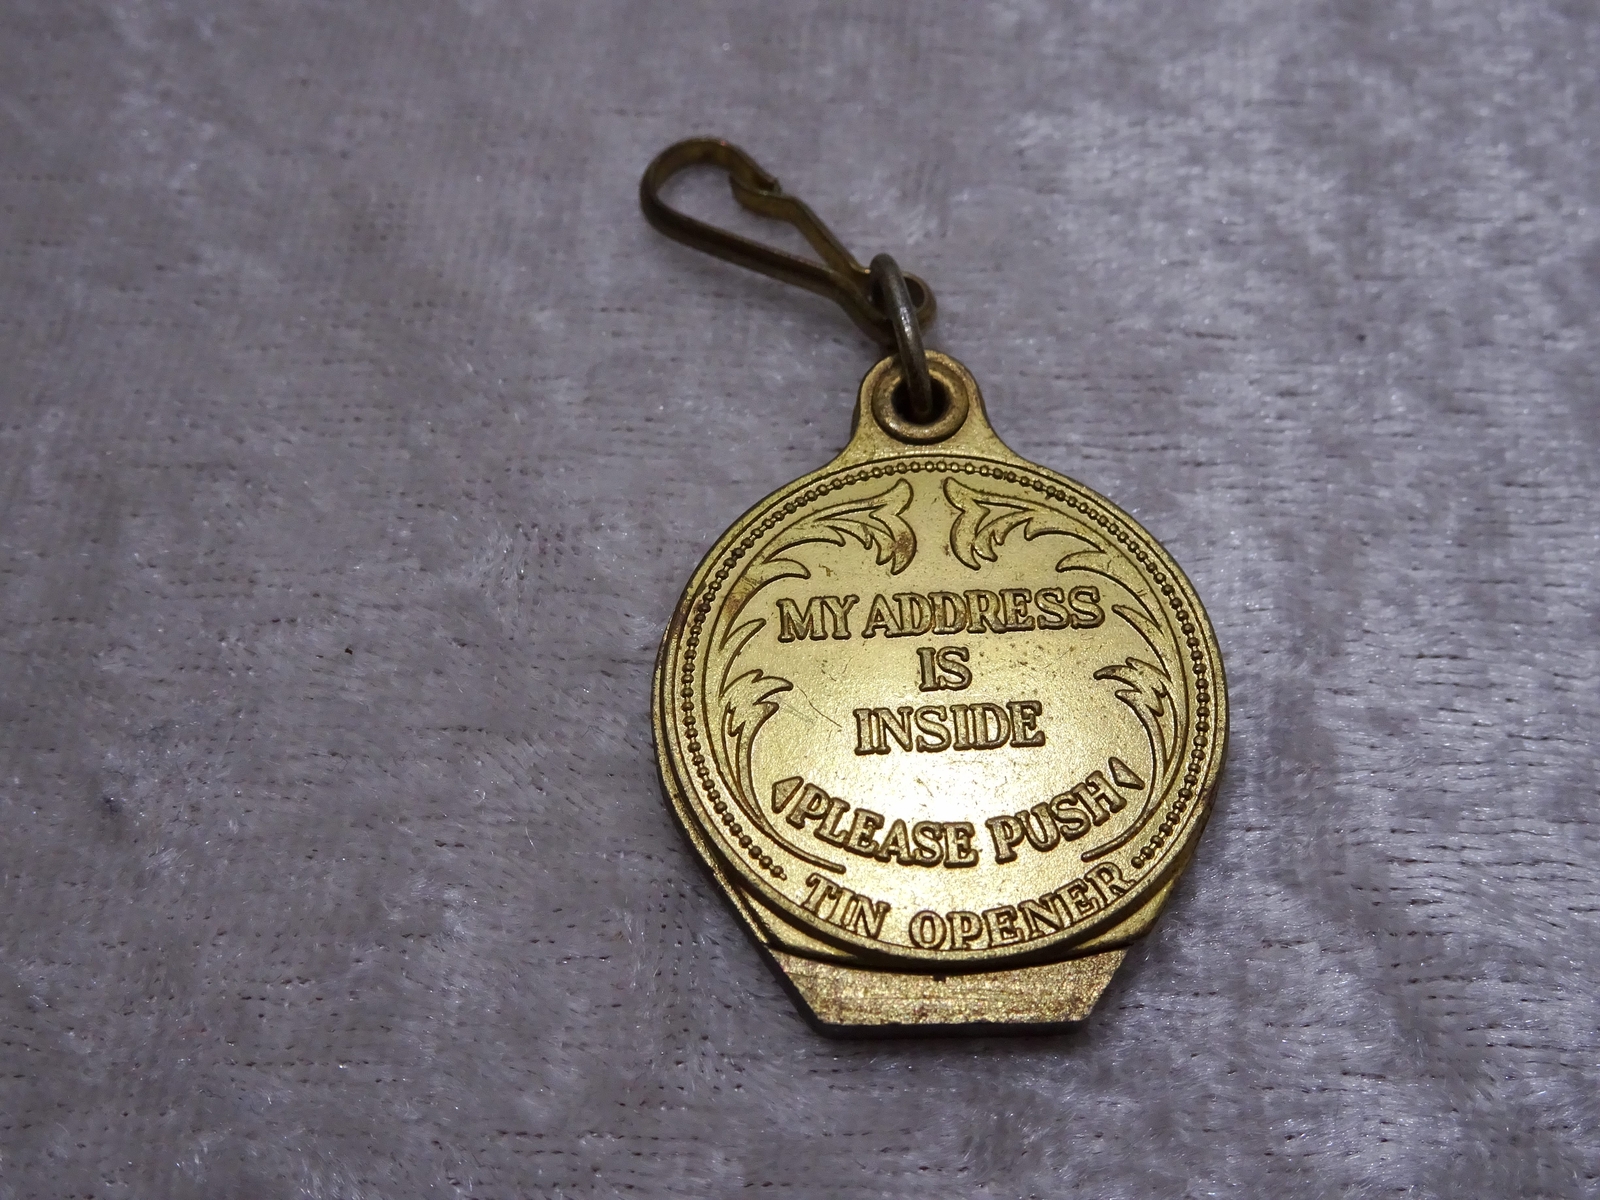 MY ADDRESS
IS
INSIDE
PLEASE PUSH
TIN OPENER